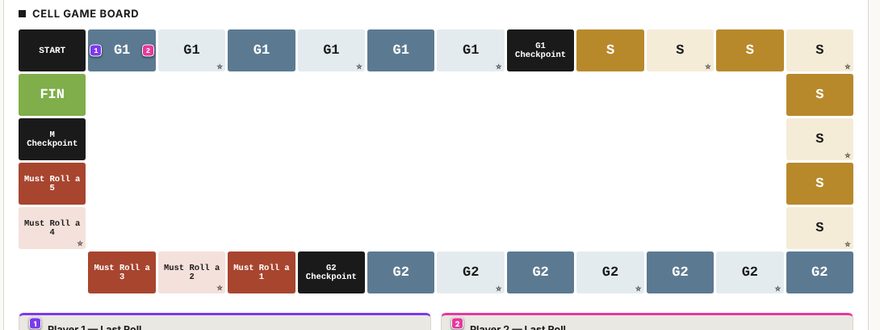 CELL GAME BOARD
START
1 G1 2
G1
G1
G1
G1
G1
G1
Checkpoint
S
S
S
S
FIN
S
M
Checkpoint
S
Must Roll a
5
S
Must Roll a
4
S
Must Roll a
3
Must Roll a
2
Must Roll a
1
G2
Checkpoint
G2
G2
G2
G2
G2
G2
G2
1 Player 1 — Last Roll
2 Player 2 — Last Roll